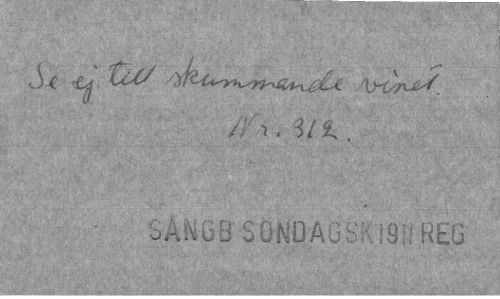 Se ej till skummande vinet.
Nr. 312.
SÅNGB SÖNDAGSK 1911 REG